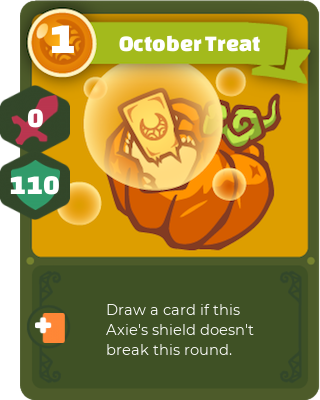 1
October Treat
0
110
Draw a card if this
Axie's shield doesn't
break this round.